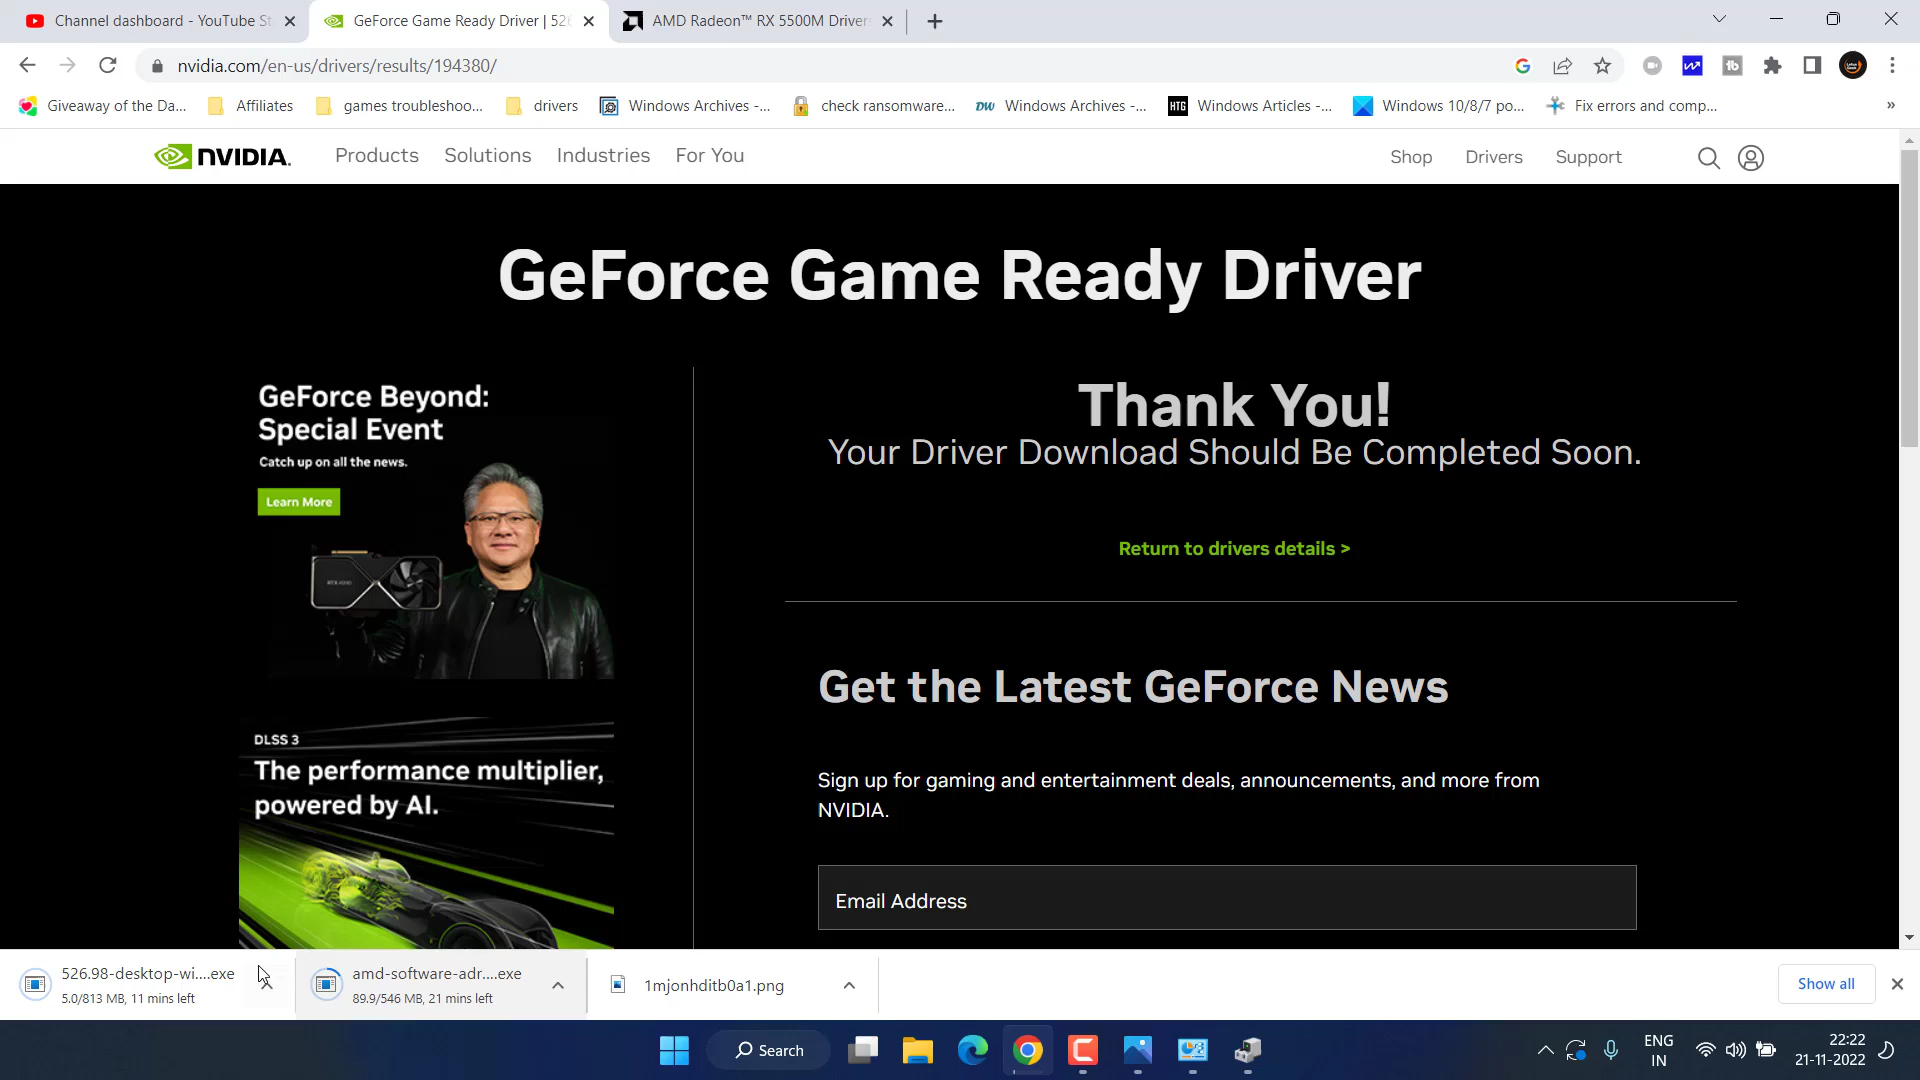 Channel dashboard - YouTube St
GeForce Game Ready Driver | 526
AMD Radeon™ RX 5500M Drivers
nvidia.com/en-us/drivers/results/194380/
Giveaway of the Da...
Affiliates
games troubleshoo...
drivers
Windows Archives -...
check ransomware...
DW
Windows Archives -...
HTG
Windows Articles -...
Windows 10/8/7 po...
Fix errors and comp...
»
NVIDIA.
Products
Solutions
Industries
For You
Shop
Drivers
Support
GeForce Game Ready Driver
GeForce Beyond:
Special Event
Catch up on all the news.
Learn More
Thank You!
Your Driver Download Should Be Completed Soon.
Return to drivers details >
Get the Latest GeForce News
DLSS 3
The performance multiplier,
powered by AI.
Sign up for gaming and entertainment deals, announcements, and more from
NVIDIA.
Email Address
526.98-desktop-wi....exe
5.0/813 MB, 11 mins left
amd-software-adr....exe
89.9/546 MB, 21 mins left
1mjonhditb0a1.png
Show all
Search
ENG
IN
22:22
21-11-2022